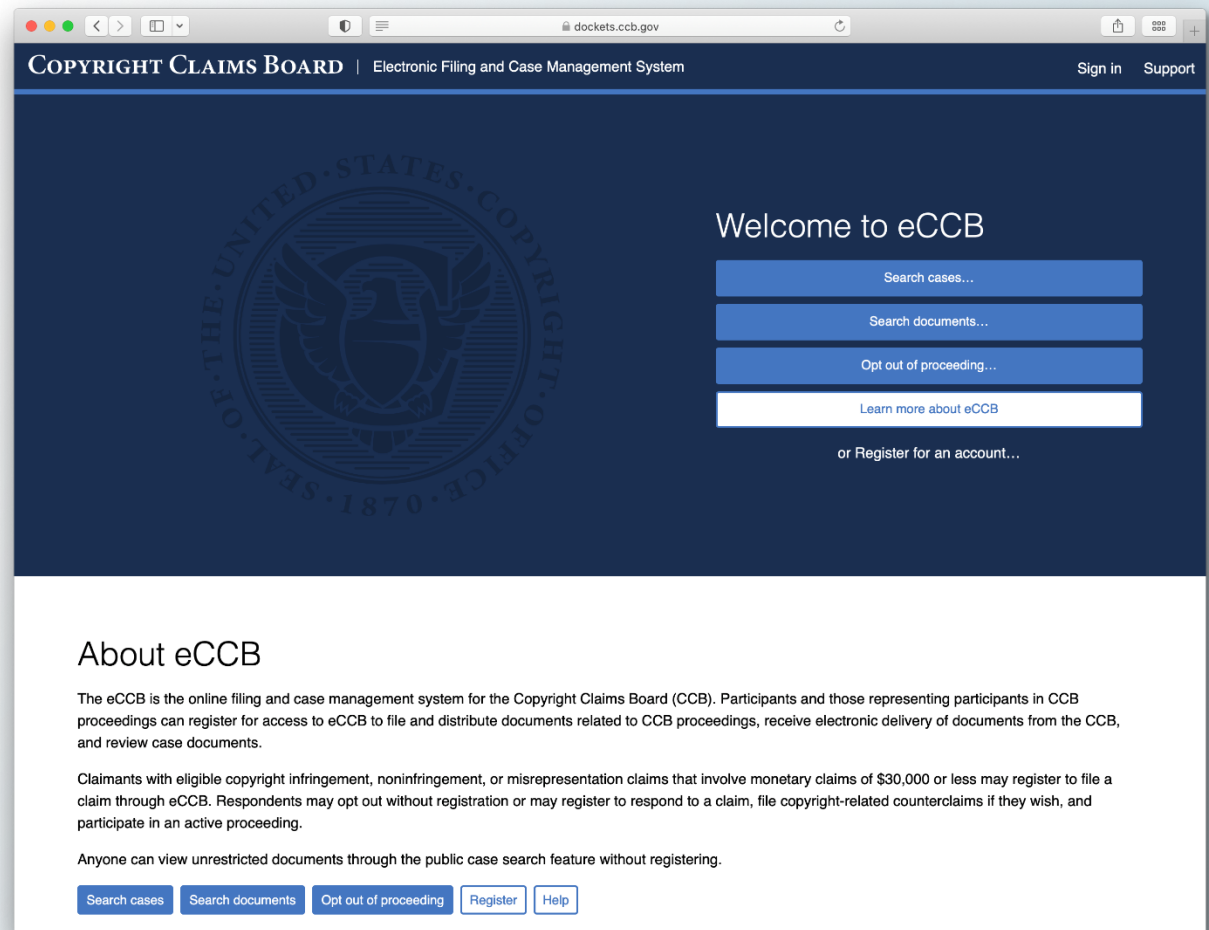 dockets.ccb.gov
COPYRIGHT CLAIMS BOARD | Electronic Filing and Case Management System
Sign in Support
SEAL·OF·THE·UNITED·STATES·COPYRIGHT·OFFICE·1870·
Welcome to eCCB
Search cases…
Search documents…
Opt out of proceeding…
Learn more about eCCB
or Register for an account…
About eCCB
The eCCB is the online filing and case management system for the Copyright Claims Board (CCB). Participants and those representing participants in CCB
proceedings can register for access to eCCB to file and distribute documents related to CCB proceedings, receive electronic delivery of documents from the CCB,
and review case documents.
Claimants with eligible copyright infringement, noninfringement, or misrepresentation claims that involve monetary claims of $30,000 or less may register to file a
claim through eCCB. Respondents may opt out without registration or may register to respond to a claim, file copyright-related counterclaims if they wish, and
participate in an active proceeding.
Anyone can view unrestricted documents through the public case search feature without registering.
Search cases Search documents Opt out of proceeding Register Help